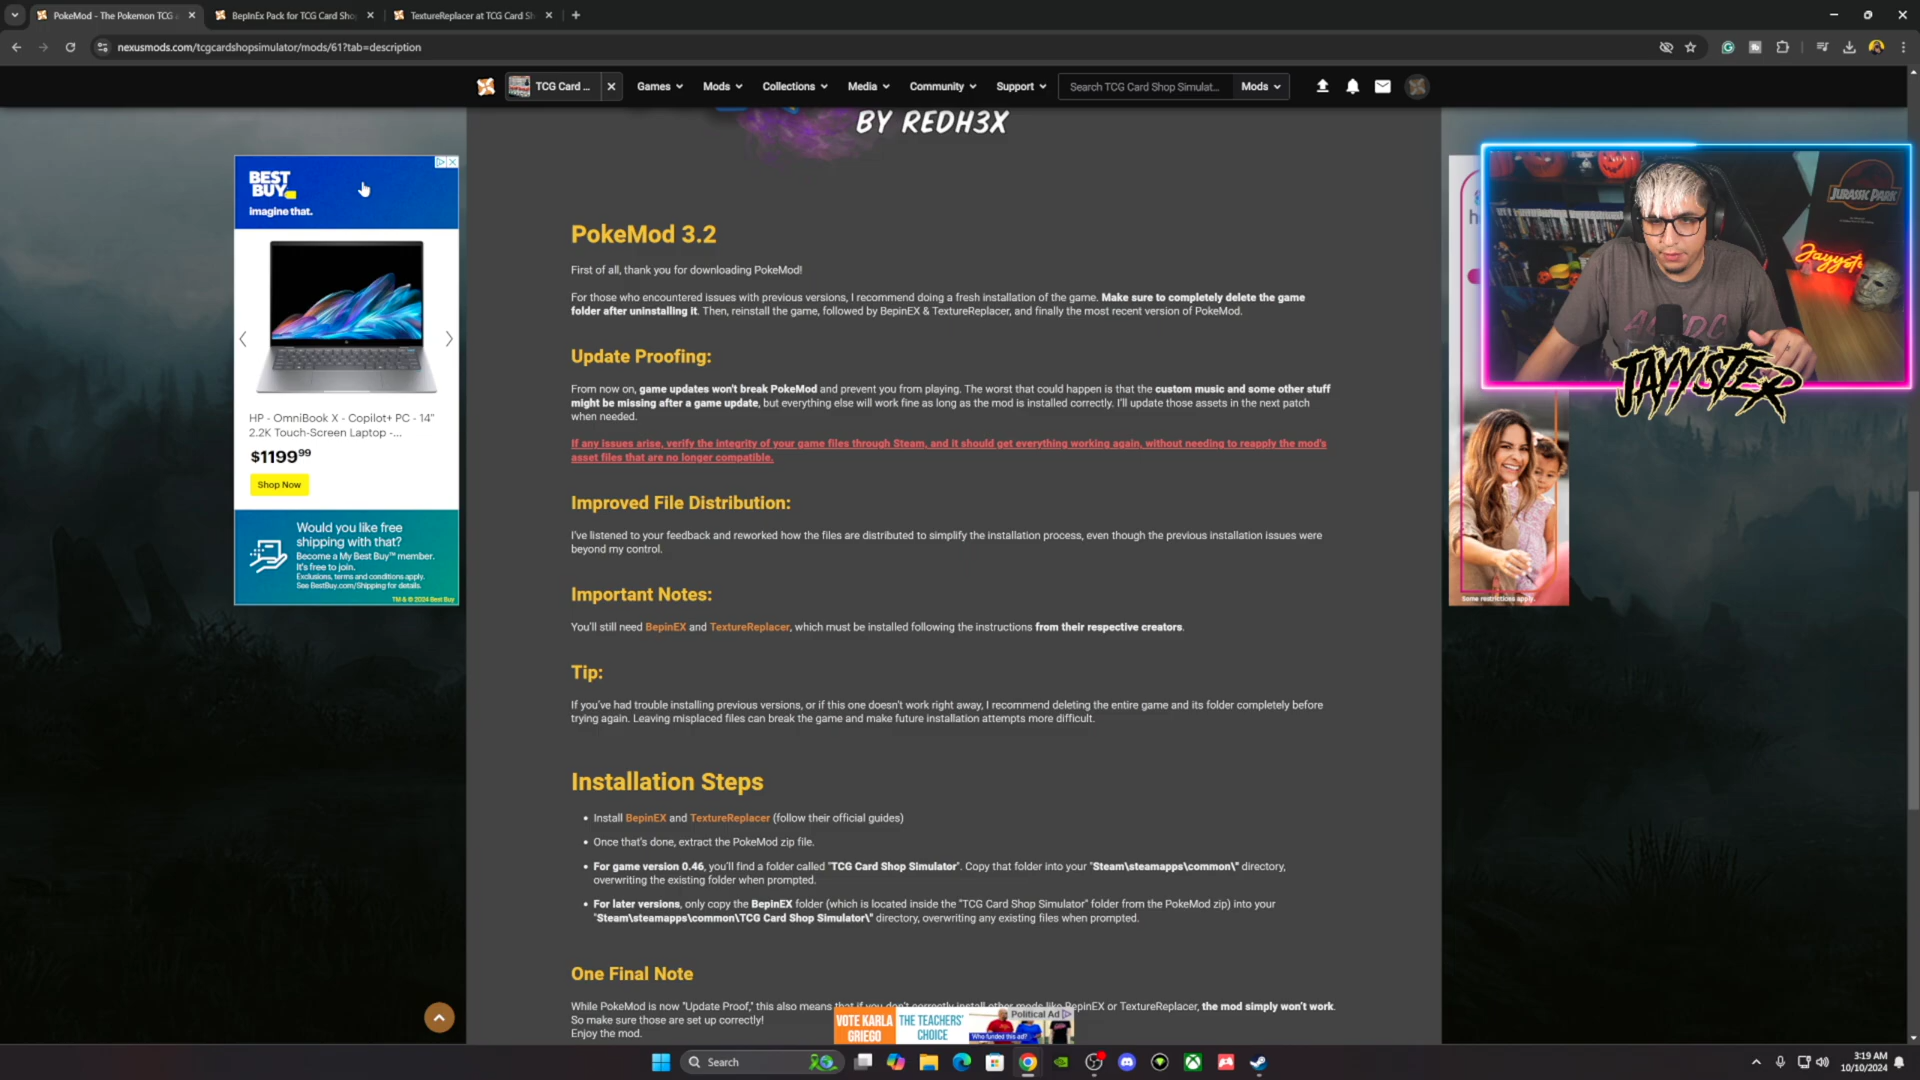 PokeMod - The Pokemon TCG
BepInEx Pack for TCG Card Sho
TextureReplacer at TCG Card Sh
nexusmods.com/tcgcardshopsimulator/mods/61?tab=description
TCG Card ...
Games
Mods
Collections
Media
Community
Support
Search TCG Card Shop Simulat...
Mods
BY REDH3X
BEST
BUY
imagine that.
HP - OmniBook X - Copilot+ PC - 14"
2.2K Touch-Screen Laptop -...
$1199 99
Shop Now
Would you like free
shipping with that?
Become a My Best Buy™ member.
It's free to join.
Exclusions, terms and conditions apply.
See BestBuy.com/Shipping for details.
TM & © 2024 Best Buy
PokeMod 3.2
First of all, thank you for downloading PokeMod!
For those who encountered issues with previous versions, I recommend doing a fresh installation of the game. Make sure to completely delete the game
folder after uninstalling it. Then, reinstall the game, followed by BepinEX & TextureReplacer, and finally the most recent version of PokeMod.
Update Proofing:
From now on, game updates won't break PokeMod and prevent you from playing. The worst that could happen is that the custom music and some other stuff
might be missing after a game update, but everything else will work fine as long as the mod is installed correctly. I'll update those assets in the next patch
when needed.
If any issues arise, verify the integrity of your game files through Steam, and it should get everything working again, without needing to reapply the mod's
asset files that are no longer compatible.
Improved File Distribution:
I've listened to your feedback and reworked how the files are distributed to simplify the installation process, even though the previous installation issues were
beyond my control.
Important Notes:
You'll still need BepinEX and TextureReplacer, which must be installed following the instructions from their respective creators.
Tip:
If you've had trouble installing previous versions, or if this one doesn't work right away, I recommend deleting the entire game and its folder completely before
trying again. Leaving misplaced files can break the game and make future installation attempts more difficult.
Installation Steps
• Install BepinEX and TextureReplacer (follow their official guides)
• Once that's done, extract the PokeMod zip file.
• For game version 0.46, you'll find a folder called "TCG Card Shop Simulator". Copy that folder into your "Steam\steamapps\common\" directory,
overwriting the existing folder when prompted.
• For later versions, only copy the BepinEX folder (which is located inside the "TCG Card Shop Simulator" folder from the PokeMod zip) into your
"Steam\steamapps\common\TCG Card Shop Simulator\" directory, overwriting any existing files when prompted.
One Final Note
While PokeMod is now "Update Proof," this also means that if you don't correctly install other mods like BepinEX or TextureReplacer, the mod simply won't work.
So make sure those are set up correctly!
Enjoy the mod.
VOTE KARLA
GRIEGO
THE TEACHERS'
CHOICE
Political Ad
Who funded this ad?
JURASSIC PARK
Jayyster
AC DC
JAYYSTER
Some restrictions apply.
Search
3:19 AM
10/10/2024